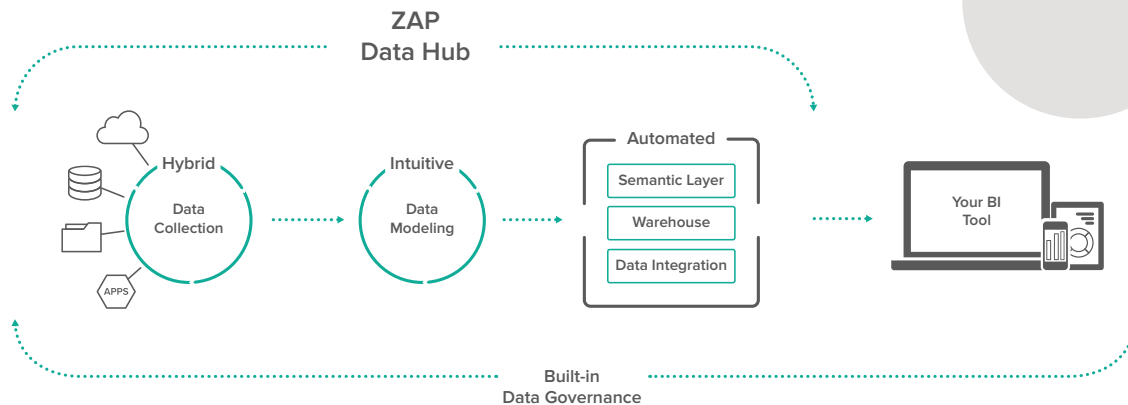 ZAP
Data Hub
Hybrid
Data
Collection
APPS
Intuitive
Data
Modeling
Automated
Semantic Layer
Warehouse
Data Integration
Your BI
Tool
Built-in
Data Governance